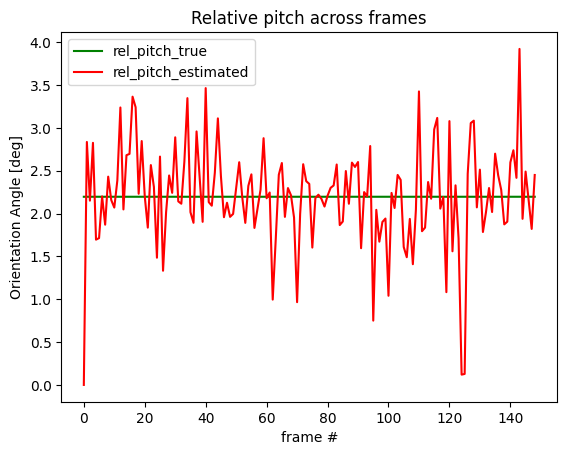 Relative pitch across frames
rel_pitch_true
rel_pitch_estimated
Orientation Angle [deg]
4.0
3.5
3.0
2.5
2.0
1.5
1.0
0.5
0.0
0 20 40 60 80 100 120 140
frame #